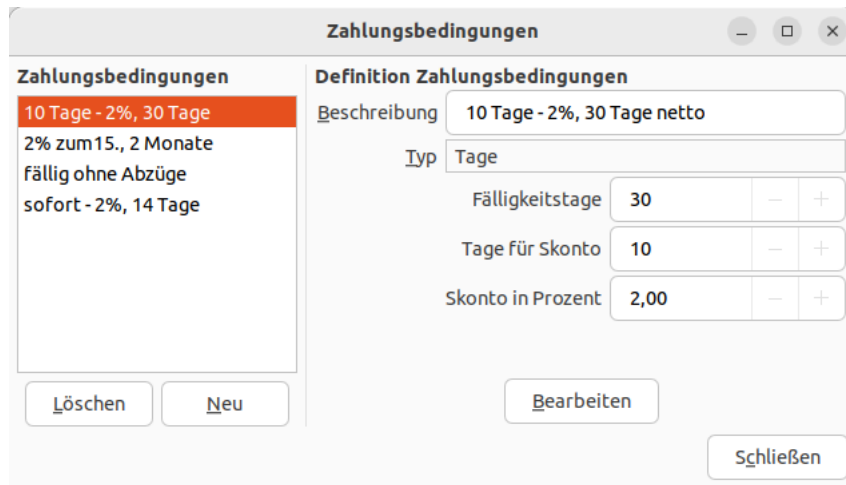 Zahlungsbedingungen
Zahlungsbedingungen
10 Tage - 2%, 30 Tage
2% zum15., 2 Monate
fällig ohne Abzüge
sofort - 2%, 14 Tage
Löschen
Neu
Definition Zahlungsbedingungen
Beschreibung 10 Tage - 2%, 30 Tage netto
Typ Tage
Fälligkeitstage 30
Tage für Skonto 10
Skonto in Prozent 2,00
Bearbeiten
Schließen